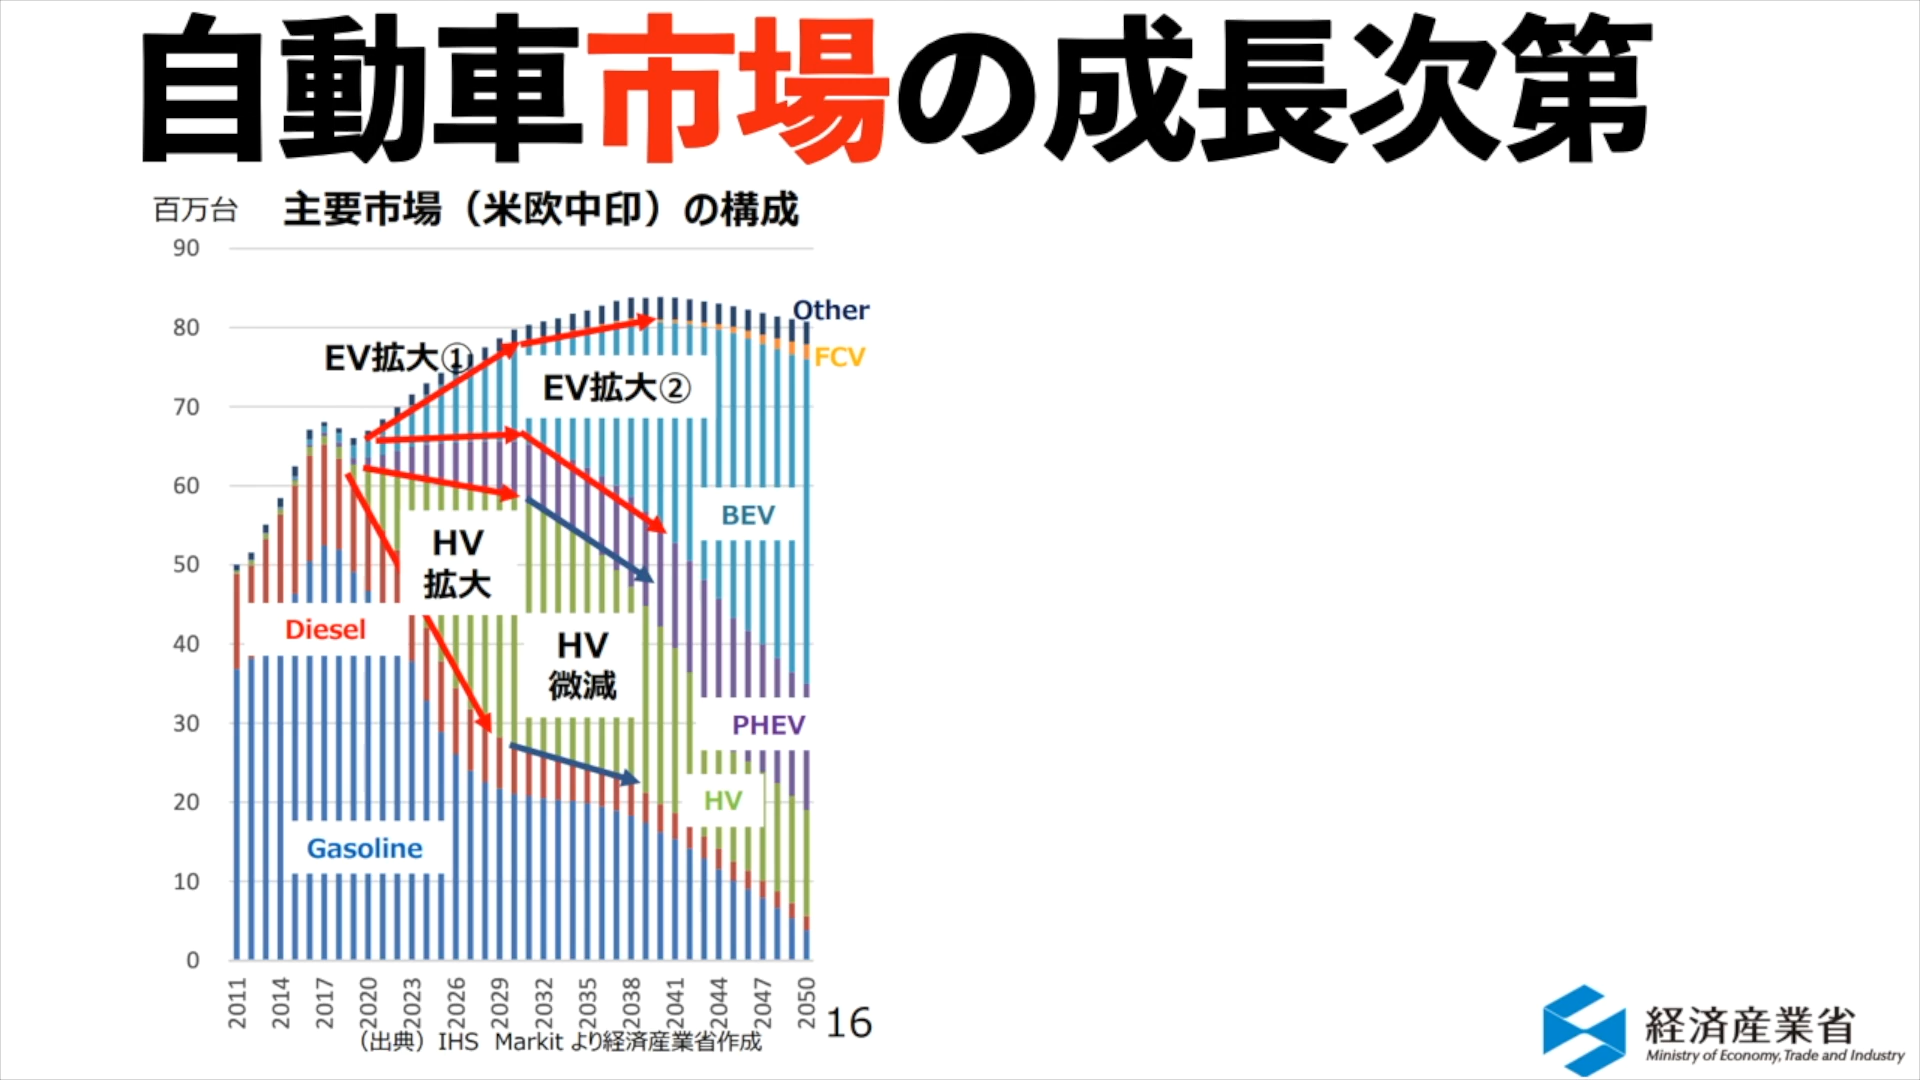 自動車市場の成長次第
百万台
主要市場（米欧中印）の構成
90
80
70
60
50
40
30
20
10
0
Other
FCV
EV拡大①
EV拡大②
BEV
HV
拡大
Diesel
HV
微減
PHEV
HV
Gasoline
2011
2014
2017
2020
2023
2026
2029
2032
2035
2038
2041
2044
2047
2050
（出典）IHS Markit より経済産業省作成
16
経済産業省
Ministry of Economy, Trade and Industry